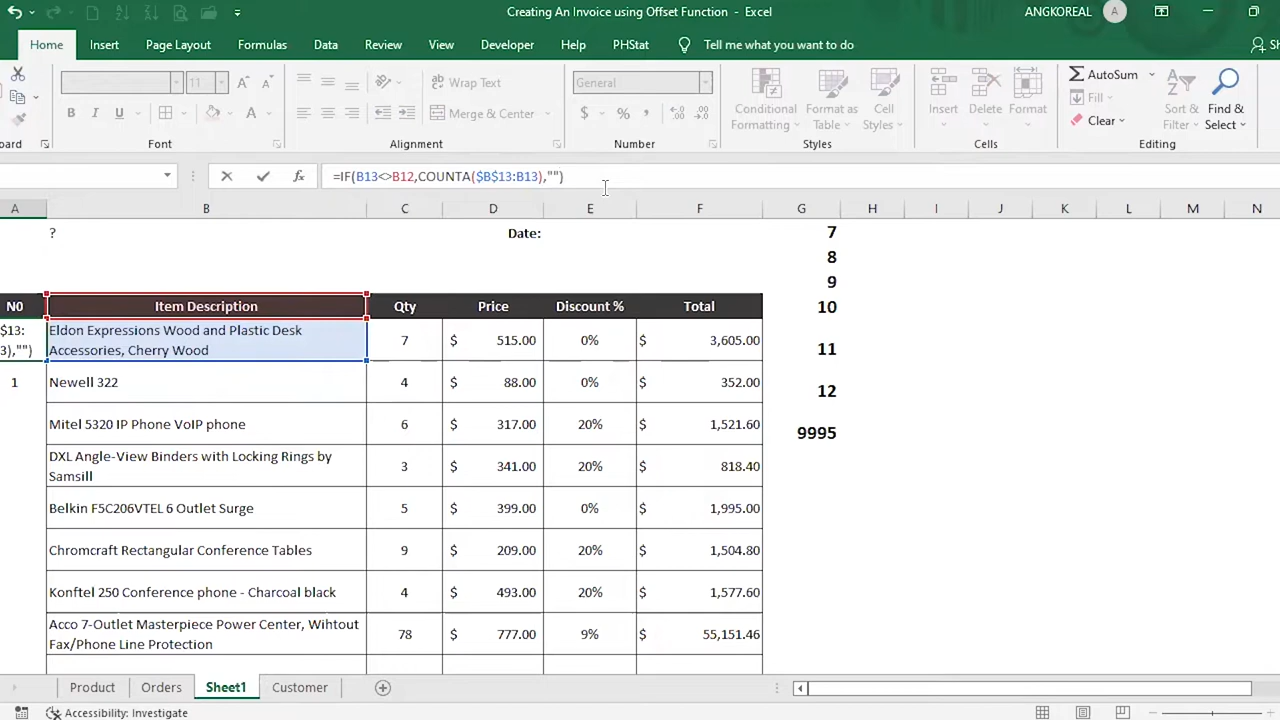 Creating An Invoice using Offset Function - Excel
ANGKOREAL
A
Home Insert Page Layout Formulas Data Review View Developer Help PHStat Tell me what you want to do
11
Wrap Text
General
AutoSum
B I U
Merge & Center
$ % ,
Conditional Formatting
Format as Table
Cell Styles
Insert Delete Format
Fill
Clear
Sort & Filter
Find & Select
oard Font Alignment Number Styles Cells Editing
=IF(B13<>B12,COUNTA($B$13:B13),"")
A B C D E F G H I J K L M N
? Date: 7
8
9
N0 Item Description Qty Price Discount % Total 10
$13:
3),"")
Eldon Expressions Wood and Plastic Desk
Accessories, Cherry Wood
7 $ 515.00 0% $ 3,605.00 11
1 Newell 322 4 $ 88.00 0% $ 352.00 12
Mitel 5320 IP Phone VoIP phone 6 $ 317.00 20% $ 1,521.60 9995
DXL Angle-View Binders with Locking Rings by
Samsill
3 $ 341.00 20% $ 818.40
Belkin F5C206VTEL 6 Outlet Surge 5 $ 399.00 0% $ 1,995.00
Chromcraft Rectangular Conference Tables 9 $ 209.00 20% $ 1,504.80
Konftel 250 Conference phone - Charcoal black 4 $ 493.00 20% $ 1,577.60
Acco 7-Outlet Masterpiece Power Center, Wihtout
Fax/Phone Line Protection
78 $ 777.00 9% $ 55,151.46
Product Orders Sheet1 Customer
Accessibility: Investigate